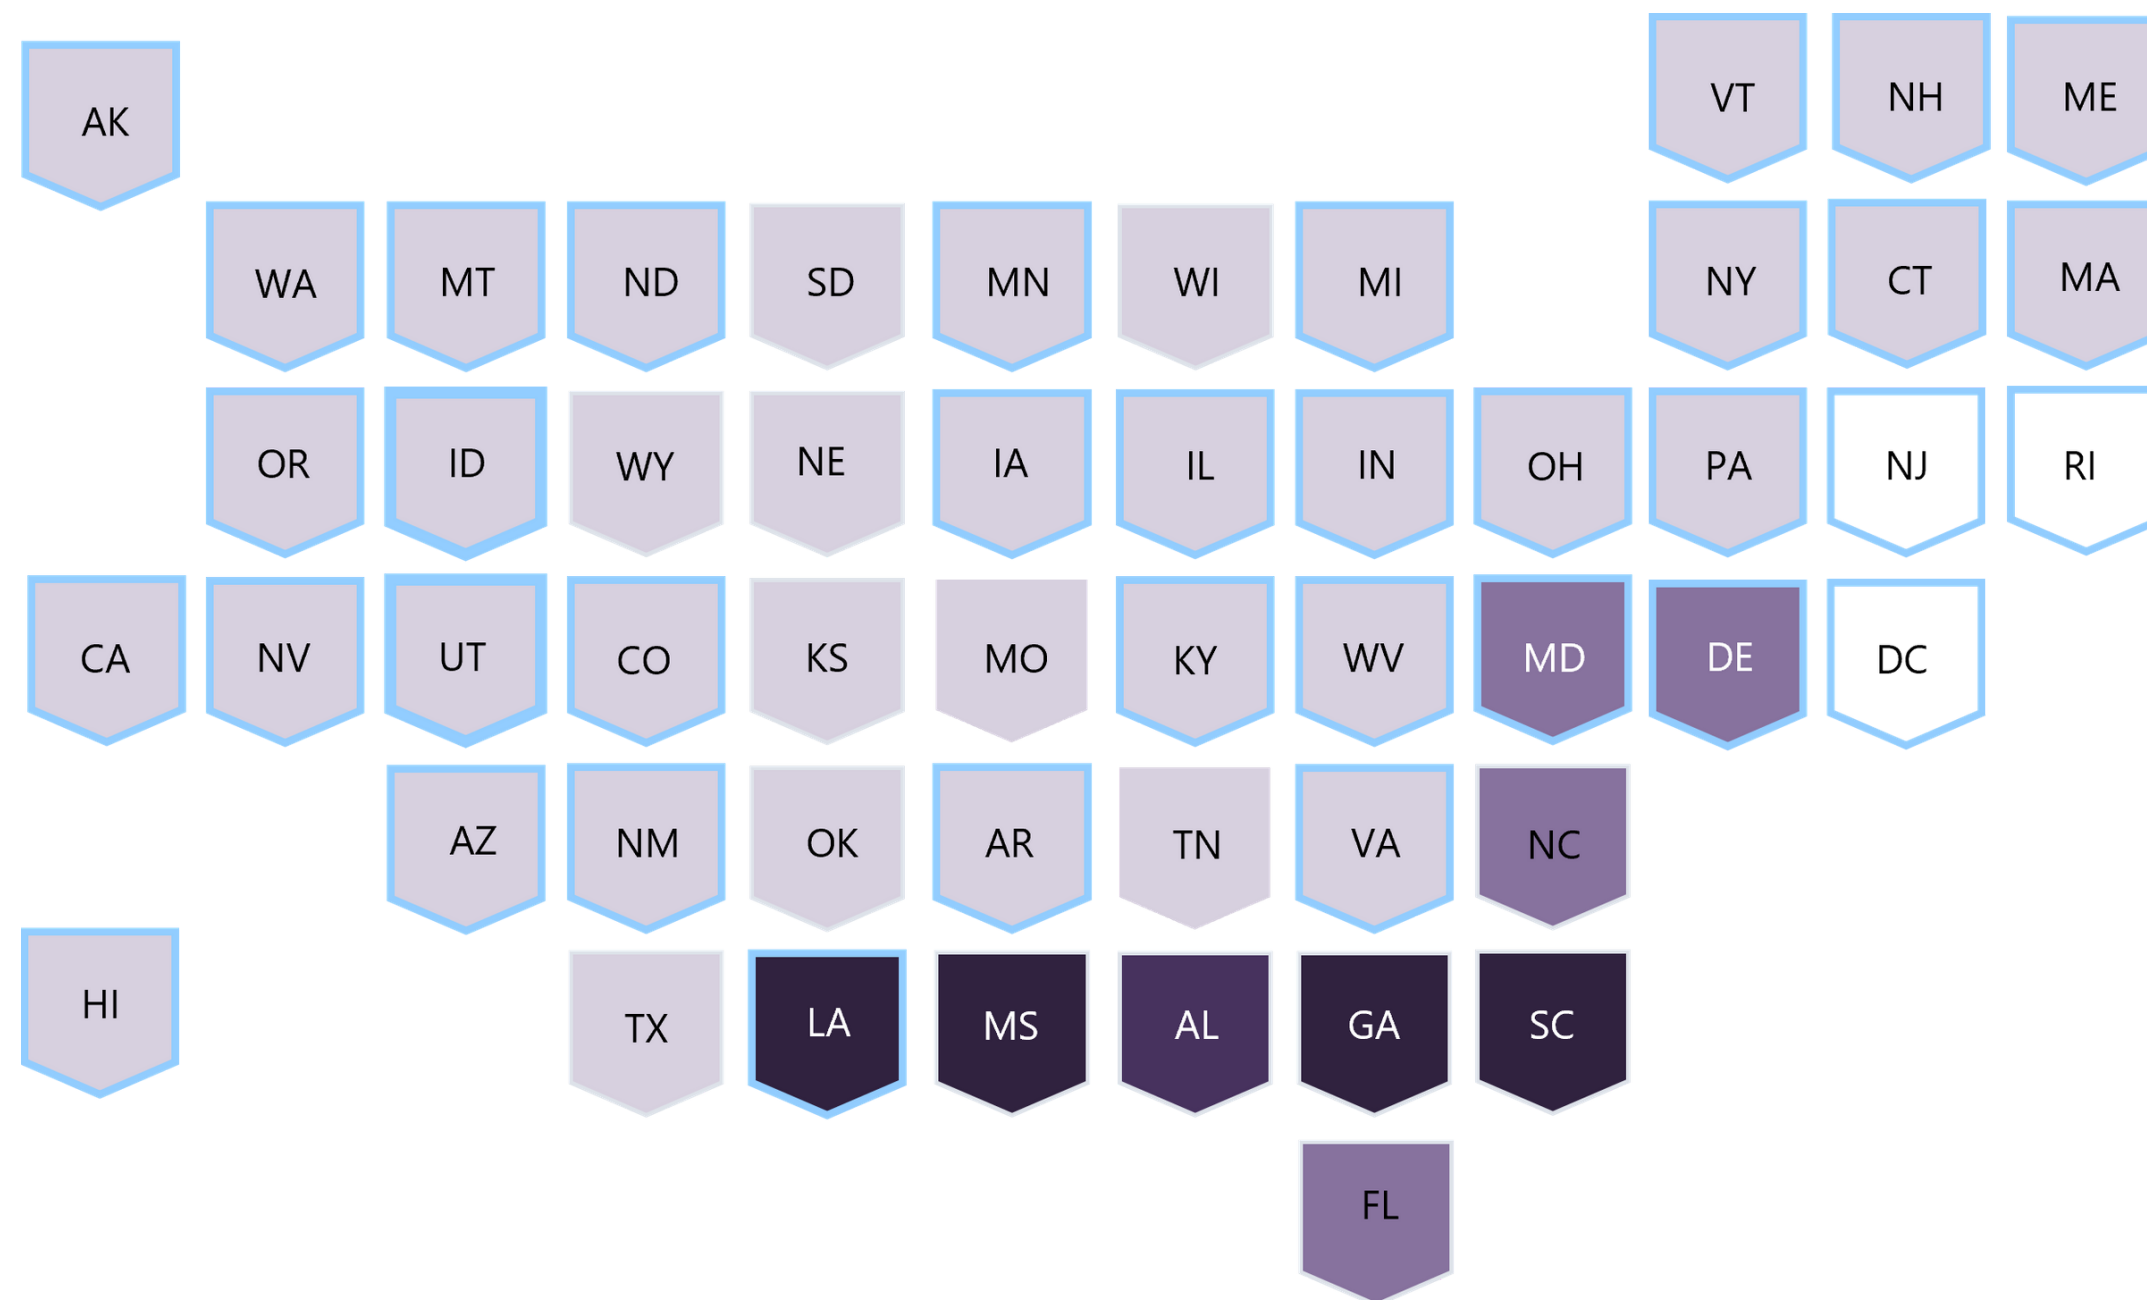 VT NH ME
AK
WA MT ND SD MN WI MI NY CT MA
OR ID WY NE IA IL IN OH PA NJ RI
CA NV UT CO KS MO KY WV MD DE DC
AZ NM OK AR TN VA NC
HI TX LA MS AL GA SC
FL